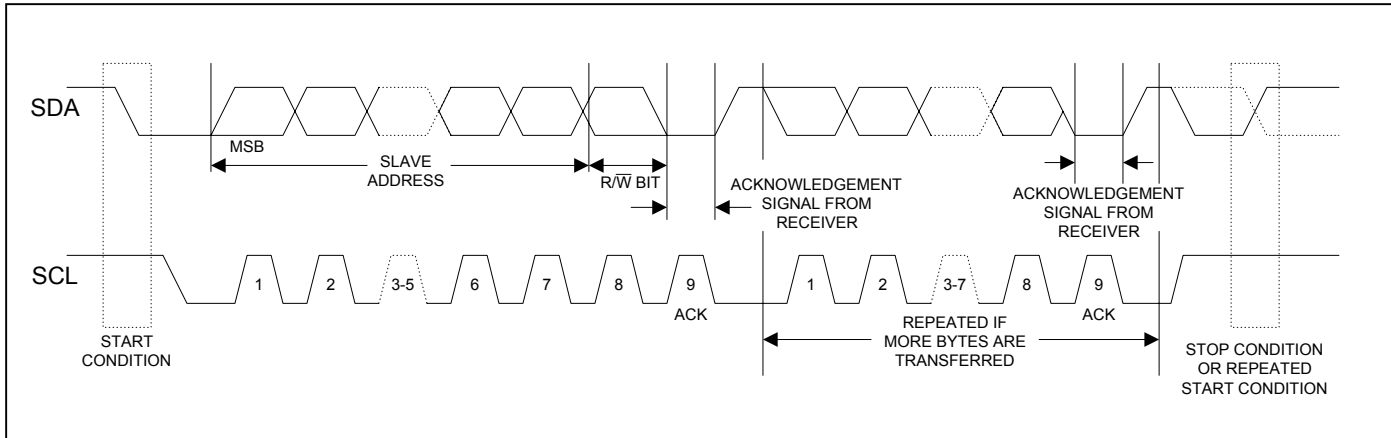 SDA
MSB
SLAVE
ADDRESS
R/W̅ BIT
ACKNOWLEDGEMENT
SIGNAL FROM
RECEIVER
ACKNOWLEDGEMENT
SIGNAL FROM
RECEIVER
SCL
1
2
3-5
6
7
8
9
ACK
1
2
3-7
8
9
ACK
START
CONDITION
REPEATED IF
MORE BYTES ARE
TRANSFERRED
STOP CONDITION
OR REPEATED
START CONDITION